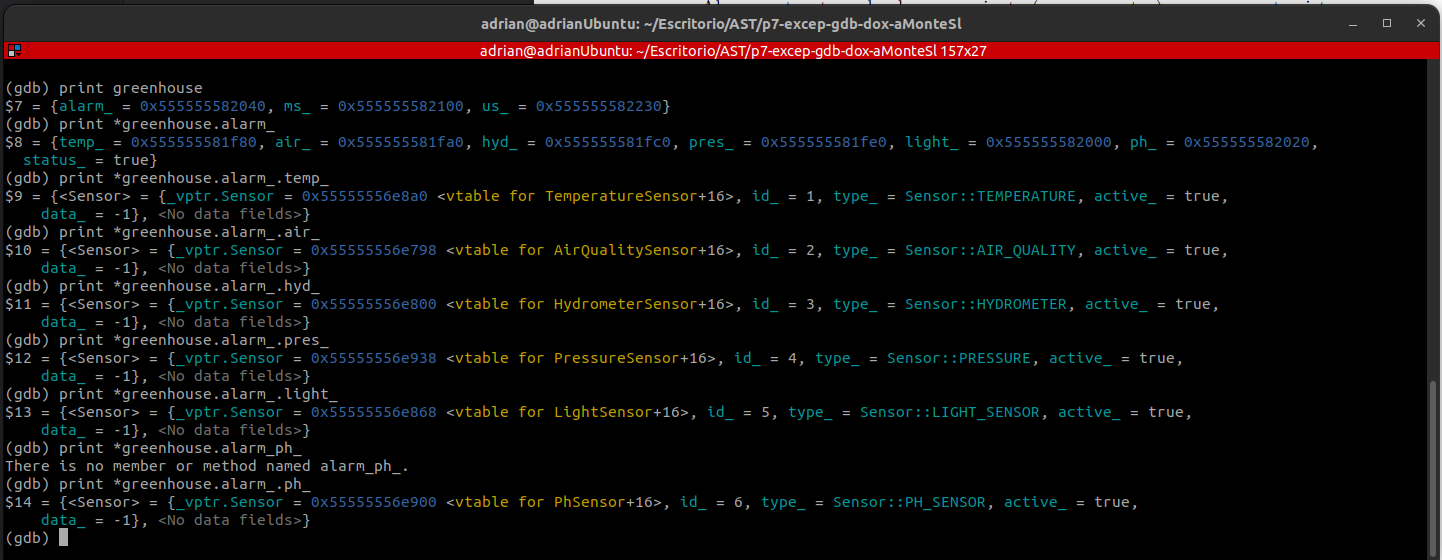 adrian@adrianUbuntu: ~/Escritorio/AST/p7-excep-gdb-dox-aMonteSl
adrian@adrianUbuntu: ~/Escritorio/AST/p7-excep-gdb-dox-aMonteSl 157x27
(gdb) print greenhouse
$7 = {alarm_ = 0x555555582040, ms_ = 0x555555582100, us_ = 0x555555582230}
(gdb) print *greenhouse.alarm_
$8 = {temp_ = 0x555555581f80, air_ = 0x555555581fa0, hyd_ = 0x555555581fc0, pres_ = 0x555555581fe0, light_ = 0x555555582000, ph_ = 0x555555582020,
  status_ = true}
(gdb) print *greenhouse.alarm_.temp_
$9 = {<Sensor> = {_vptr.Sensor = 0x55555556e8a0 <vtable for TemperatureSensor+16>, id_ = 1, type_ = Sensor::TEMPERATURE, active_ = true,
    data_ = -1}, <No data fields>}
(gdb) print *greenhouse.alarm_.air_
$10 = {<Sensor> = {_vptr.Sensor = 0x55555556e798 <vtable for AirQualitySensor+16>, id_ = 2, type_ = Sensor::AIR_QUALITY, active_ = true,
    data_ = -1}, <No data fields>}
(gdb) print *greenhouse.alarm_.hyd_
$11 = {<Sensor> = {_vptr.Sensor = 0x55555556e800 <vtable for HydrometerSensor+16>, id_ = 3, type_ = Sensor::HYDROMETER, active_ = true,
    data_ = -1}, <No data fields>}
(gdb) print *greenhouse.alarm_.pres_
$12 = {<Sensor> = {_vptr.Sensor = 0x55555556e938 <vtable for PressureSensor+16>, id_ = 4, type_ = Sensor::PRESSURE, active_ = true,
    data_ = -1}, <No data fields>}
(gdb) print *greenhouse.alarm_.light_
$13 = {<Sensor> = {_vptr.Sensor = 0x55555556e868 <vtable for LightSensor+16>, id_ = 5, type_ = Sensor::LIGHT_SENSOR, active_ = true,
    data_ = -1}, <No data fields>}
(gdb) print *greenhouse.alarm_ph_
There is no member or method named alarm_ph_.
(gdb) print *greenhouse.alarm_.ph_
$14 = {<Sensor> = {_vptr.Sensor = 0x55555556e900 <vtable for PhSensor+16>, id_ = 6, type_ = Sensor::PH_SENSOR, active_ = true,
    data_ = -1}, <No data fields>}
(gdb)